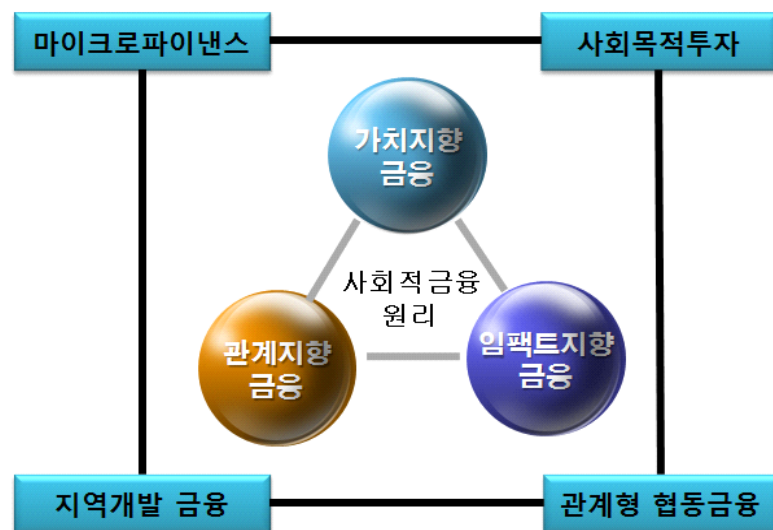 마이크로파이낸스
사회목적투자
가치지향
금융
사회적금융
원리
관계지향
금융
임팩트지향
금융
지역개발 금융
관계형 협동금융